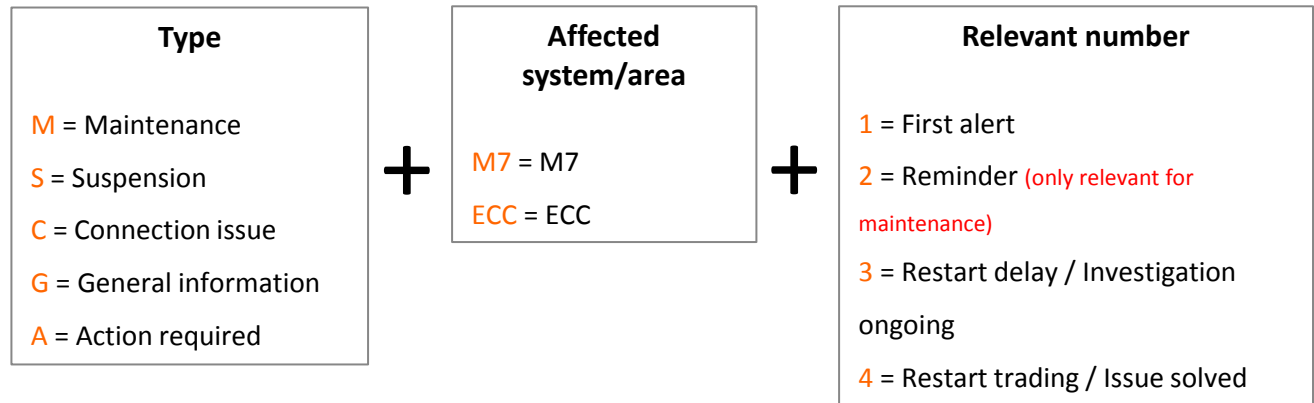 Type
M = Maintenance
S = Suspension
C = Connection issue
G = General information
A = Action required
+
Affected
system/area
M7 = M7
ECC = ECC
+
Relevant number
1 = First alert
2 = Reminder (only relevant for
maintenance)
3 = Restart delay / Investigation
ongoing
4 = Restart trading / Issue solved